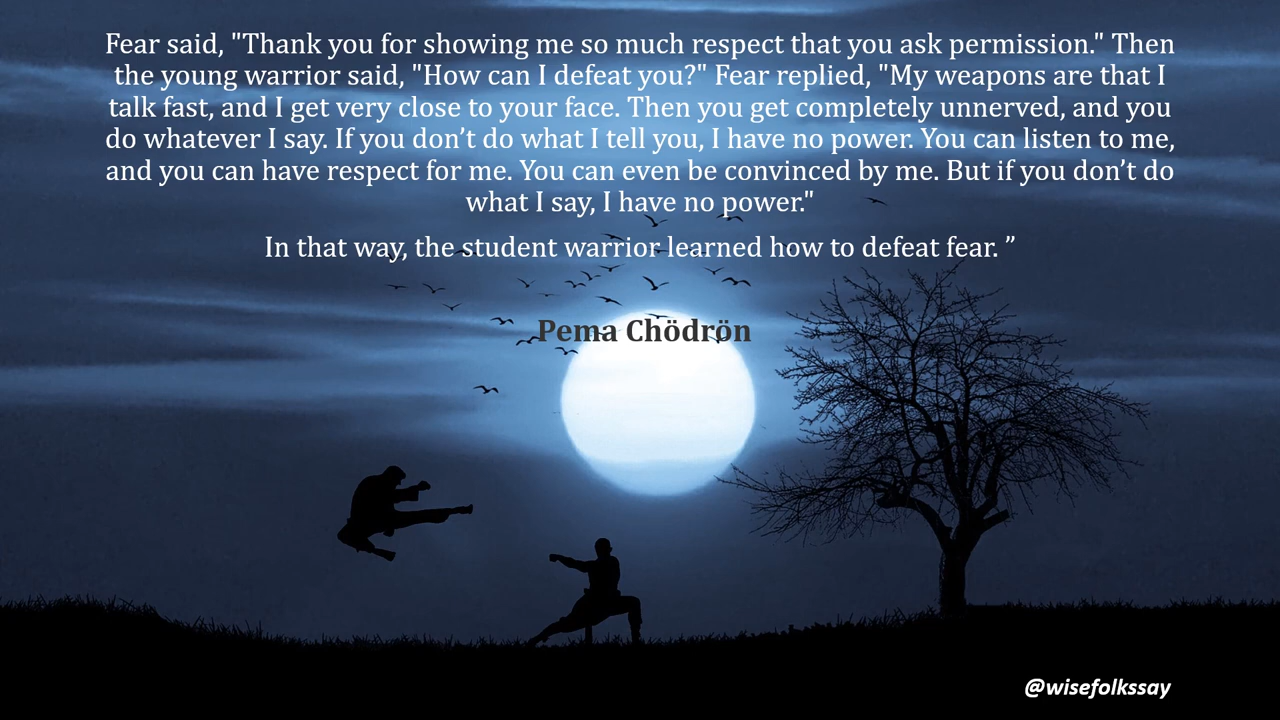 Fear said, "Thank you for showing me so much respect that you ask permission." Then
the young warrior said, "How can I defeat you?" Fear replied, "My weapons are that I
talk fast, and I get very close to your face. Then you get completely unnerved, and you
do whatever I say. If you don’t do what I tell you, I have no power. You can listen to me,
and you can have respect for me. You can even be convinced by me. But if you don’t do
what I say, I have no power."
In that way, the student warrior learned how to defeat fear. ”
Pema Chödrön
@wisefolkssay